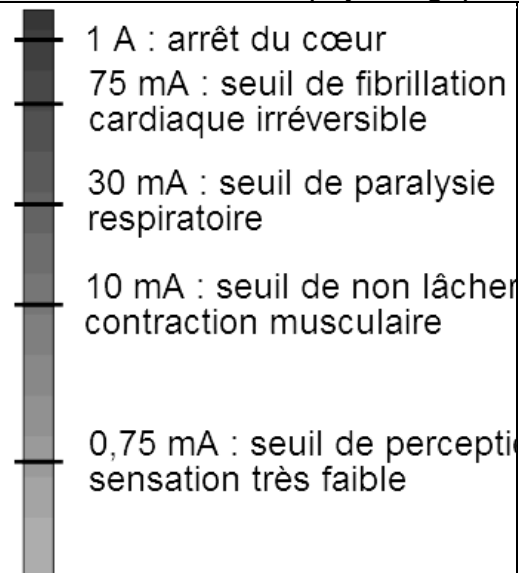 1 A : arrêt du cœur
75 mA : seuil de fibrillation
cardiaque irréversible
30 mA : seuil de paralysie
respiratoire
10 mA : seuil de non lâcher
contraction musculaire
0,75 mA : seuil de percepti
sensation très faible